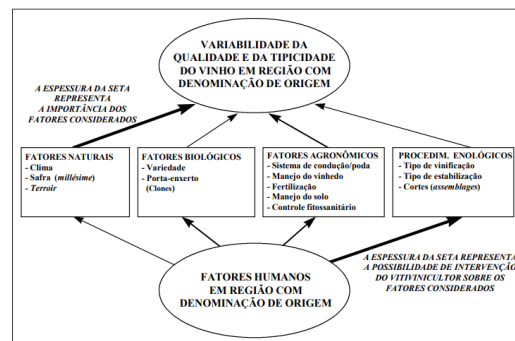 VARIABILIDADE DA
QUALIDADE E DA TIPICIDADE
DO VINHO EM REGIÃO COM
DENOMINAÇÃO DE ORIGEM
A ESPESSURA DA SETA
REPRESENTA
A IMPORTÂNCIA DOS
FATORES CONSIDERADOS
FATORES NATURAIS
- Clima
- Safra (millésime)
- Terroir
FATORES BIOLÓGICOS
- Variedade
- Porta-enxerto
(Clones)
FATORES AGRONÔMICOS
- Sistema de condução/poda
- Manejo do vinhedo
- Fertilização
- Manejo do solo
- Controle fitossanitário
PROCEDIM. ENOLÓGICOS
- Tipo de vinificação
- Tipo de estabilização
- Cortes (assemblages)
FATORES HUMANOS
EM REGIÃO COM
DENOMINAÇÃO DE ORIGEM
A ESPESSURA DA SETA REPRESENTA
A POSSIBILIDADE DE INTERVENÇÃO
DO VITIVINICULTOR SOBRE OS
FATORES CONSIDERADOS